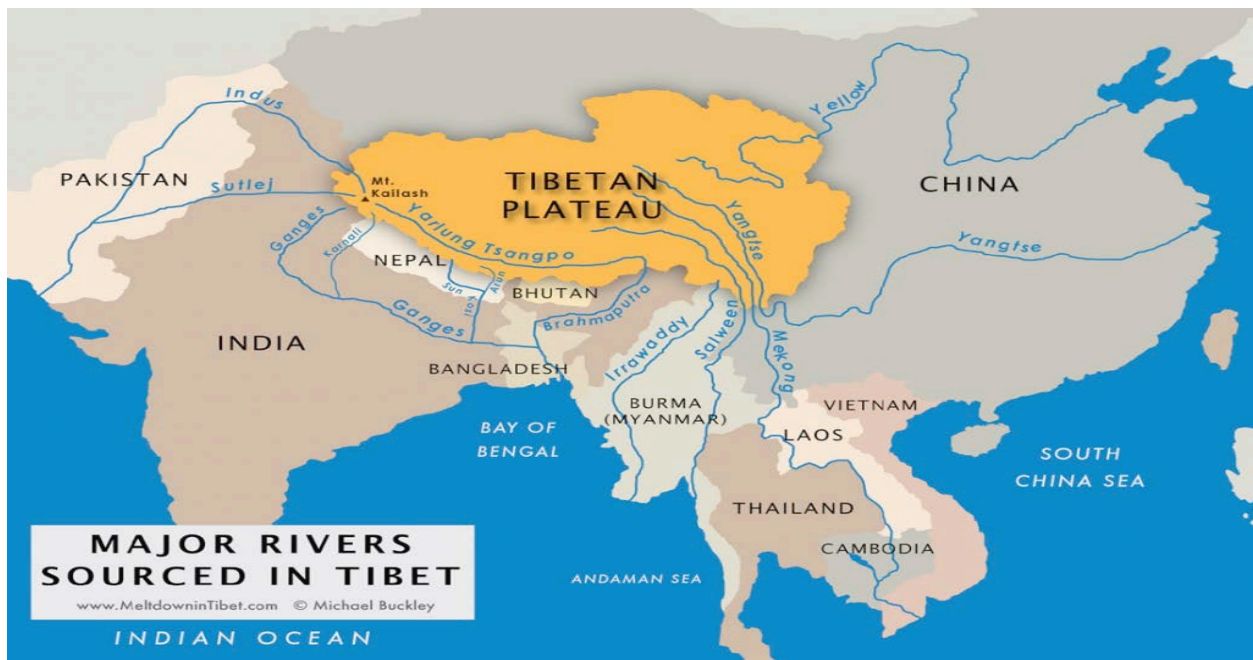 Indus
Yellow
PAKISTAN
Sutlej
Mt.
Kailash
TIBETAN
PLATEAU
CHINA
Ganges
Karnali
Yarlung Tsangpo
Yangtse
Yangtse
NEPAL
Sun
Kosi
Arun
BHUTAN
Brahmaputra
Ganges
INDIA
BANGLADESH
Irrawaddy
Salween
Mekong
BURMA
(MYANMAR)
VIETNAM
LAOS
BAY OF
BENGAL
SOUTH
CHINA SEA
THAILAND
CAMBODIA
ANDAMAN SEA
MAJOR RIVERS
SOURCED IN TIBET
www.MeltdowninTibet.com © Michael Buckley
INDIAN OCEAN